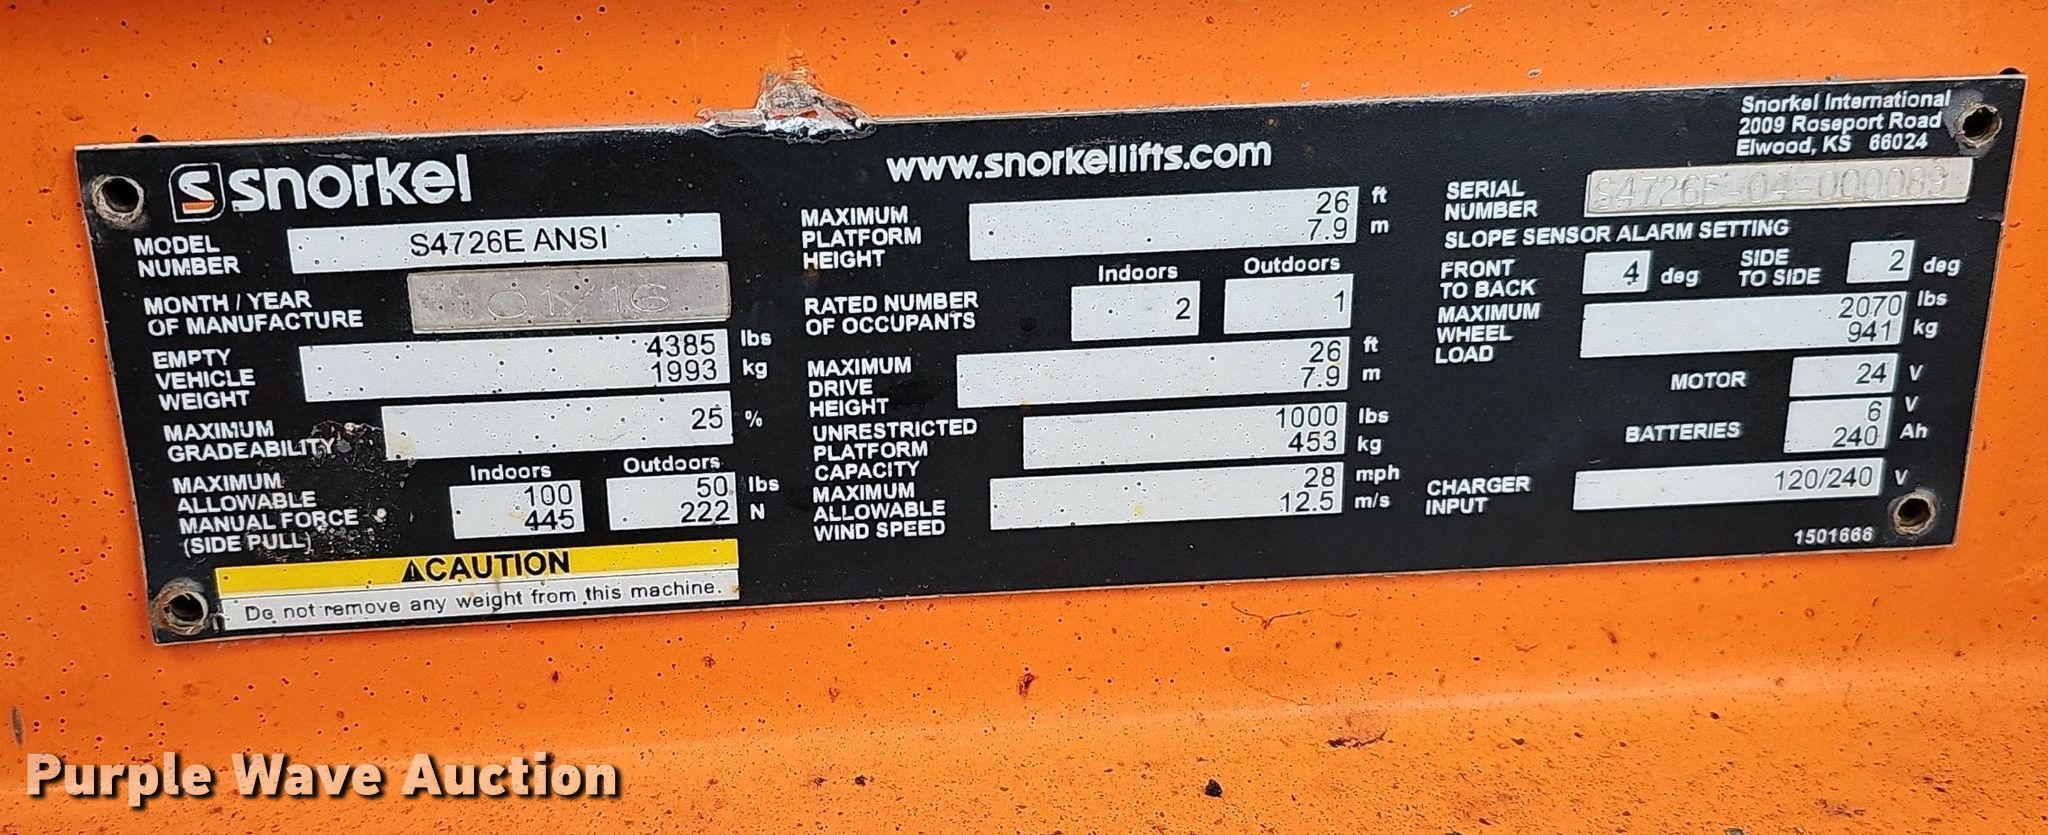 snorkel
MODEL NUMBER S4726E ANSI
MONTH / YEAR OF MANUFACTURE 01/16
EMPTY VEHICLE WEIGHT 4385 lbs 1993 kg
MAXIMUM GRADEABILITY 25 %
Indoors Outdoors
MAXIMUM ALLOWABLE MANUAL FORCE (SIDE PULL) 100 445 50 222 lbs N
CAUTION
Do not remove any weight from this machine.
www.snorkellifts.com
MAXIMUM PLATFORM HEIGHT 26 ft 7.9 m
Indoors Outdoors
RATED NUMBER OF OCCUPANTS 2 1
MAXIMUM DRIVE HEIGHT 26 ft 7.9 m
UNRESTRICTED PLATFORM CAPACITY 1000 lbs 453 kg
MAXIMUM ALLOWABLE WIND SPEED 28 mph 12.5 m/s
Snorkel International
2009 Roseport Road
Elwood, KS 66024
SERIAL NUMBER S4726E-04-000089
SLOPE SENSOR ALARM SETTING
FRONT TO BACK 4 deg SIDE TO SIDE 2 deg
MAXIMUM WHEEL LOAD 2070 lbs 941 kg
MOTOR 24 V
BATTERIES 6 V 240 Ah
CHARGER INPUT 120/240 V
1501666
Purple Wave Auction